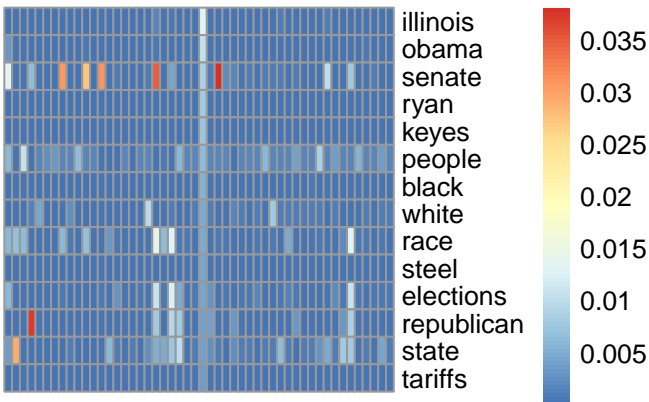 illinois
obama
senate
ryan
keyes
people
black
white
race
steel
elections
republican
state
tariffs
0.035
0.03
0.025
0.02
0.015
0.01
0.005